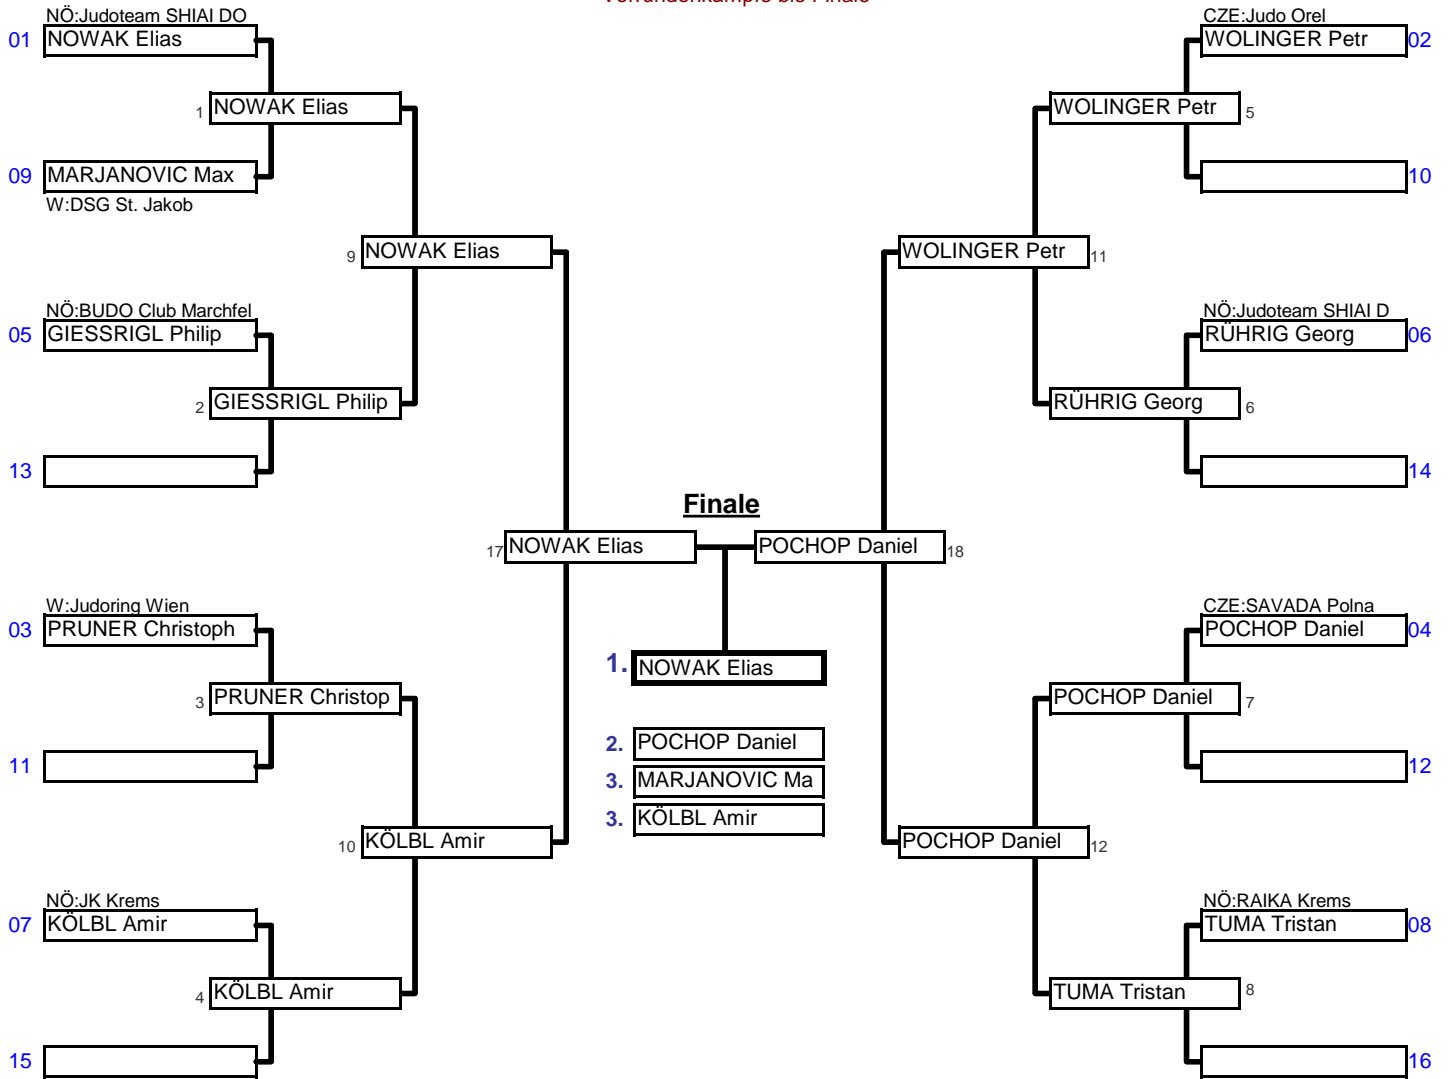 Vorrundenkämpfe bis Finale
NÖ:Judoteam SHIAI DO
01 NOWAK Elias
1 NOWAK Elias
09 MARJANOVIC Max
W:DSG St. Jakob
9 NOWAK Elias
NÖ:BUDO Club Marchfel
05 GIESSRIGL Philip
2 GIESSRIGL Philip
13
17 NOWAK Elias
W:Judoring Wien
03 PRUNER Christoph
3 PRUNER Christop
11
10 KÖLBL Amir
NÖ:JK Krems
07 KÖLBL Amir
4 KÖLBL Amir
15
Finale
1. NOWAK Elias
2. POCHOP Daniel
3. MARJANOVIC Ma
3. KÖLBL Amir
CZE:Judo Orel
WOLINGER Petr 02
WOLINGER Petr 5
10
WOLINGER Petr 11
NÖ:Judoteam SHIAI D
RÜHRIG Georg 06
RÜHRIG Georg 6
14
POCHOP Daniel 18
CZE:SAVADA Polna
POCHOP Daniel 04
POCHOP Daniel 7
12
POCHOP Daniel 12
NÖ:RAIKA Krems
TUMA Tristan 08
TUMA Tristan 8
16